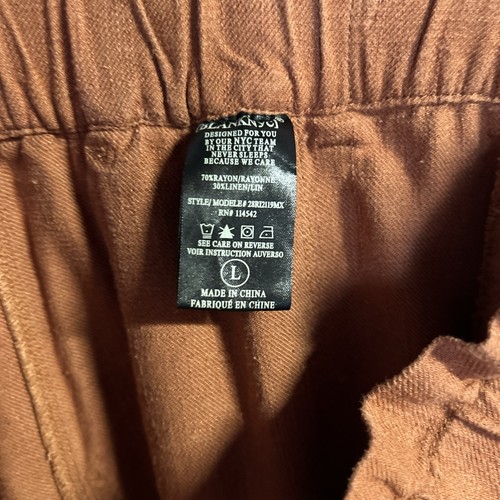 [BLANKNYC]®
DESIGNED FOR YOU
BY OUR NYC TEAM
IN THE CITY THAT
NEVER SLEEPS
BECAUSE WE CARE
70%RAYON/RAYONNE
30%LINEN/LIN
STYLE/ MODELE# 28RI2119MX
RN# 114542
SEE CARE ON REVERSE
VOIR INSTRUCTION AUVERSO
L
MADE IN CHINA
FABRIQUÉ EN CHINE